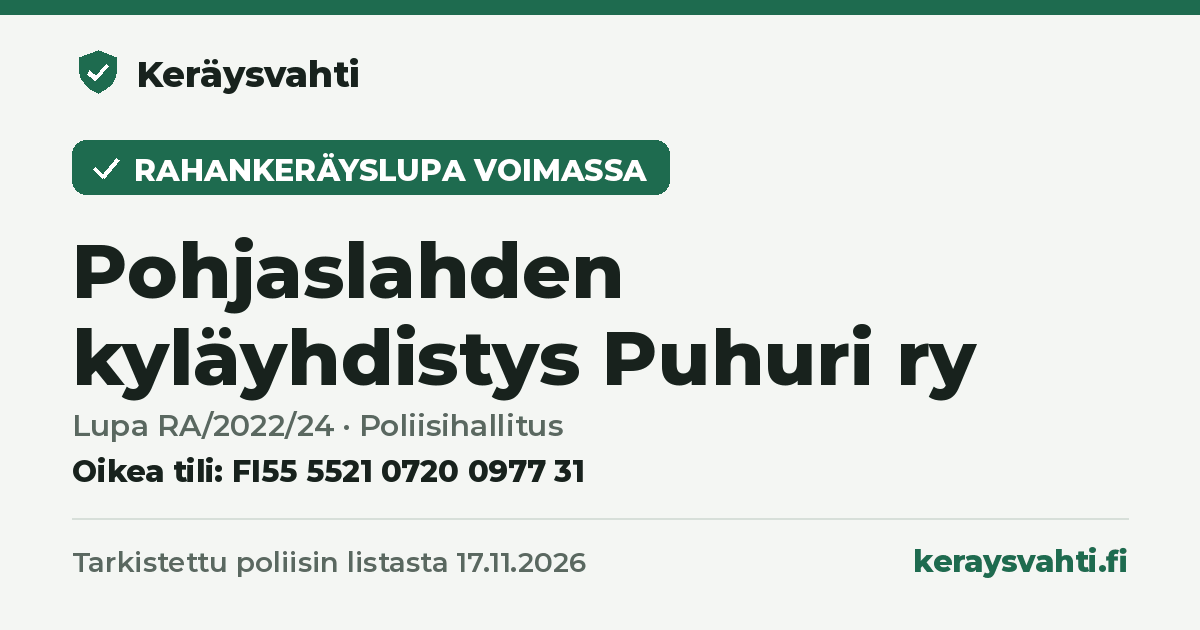 Keräysvahti
RAHANKERÄYSLUPA VOIMASSA
Pohjaslahden
kyläyhdistys Puhuri ry
Lupa RA/2022/24 · Poliisihallitus
Oikea tili: FI55 5521 0720 0977 31
Tarkistettu poliisin listasta 17.11.2026
keraysvahti.fi